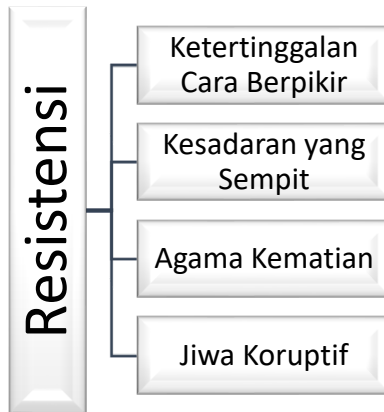 Resistensi
Ketertinggalan
Cara Berpikir
Kesadaran yang
Sempit
Agama Kematian
Jiwa Koruptif